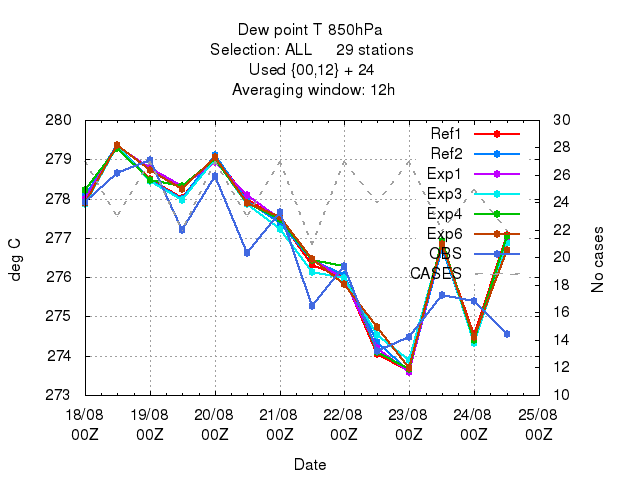 Dew point T 850hPa
Selection: ALL 29 stations
Used {00,12} + 24
Averaging window: 12h
280 30
Ref1
279 28
Ref2
26
Exp1
278 24
Exp3
22
Exp4
277
Exp6
20
OBS
276 18
CASES
275 16
14
274 12
273 10
deg C
No cases
18/08 19/08 20/08 21/08 22/08 23/08 24/08 25/08
00Z 00Z 00Z 00Z 00Z 00Z 00Z 00Z
Date